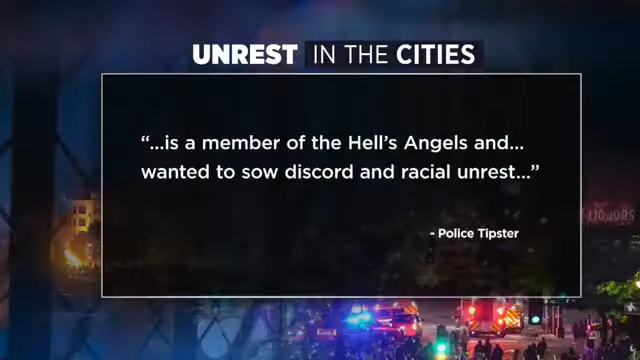 UNREST IN THE CITIES
“...is a member of the Hell’s Angels and...
wanted to sow discord and racial unrest...”
- Police Tipster
LIQUORS